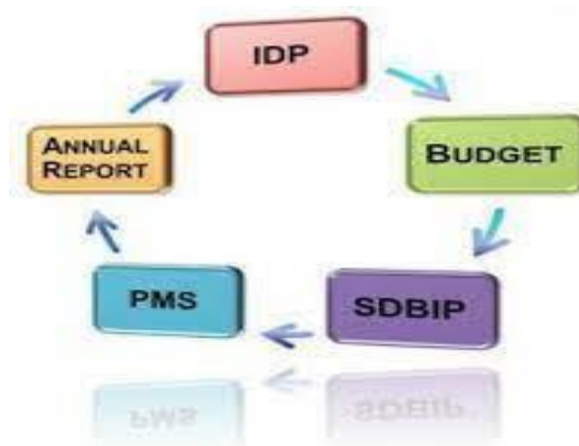 IDP
BUDGET
SDBIP
PMS
ANNUAL
REPORT